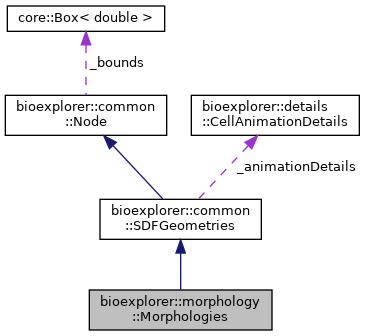 core::Box< double >
_bounds
bioexplorer::common
::Node
bioexplorer::details
::CellAnimationDetails
_animationDetails
bioexplorer::common
::SDFGeometries
bioexplorer::morphology
::Morphologies